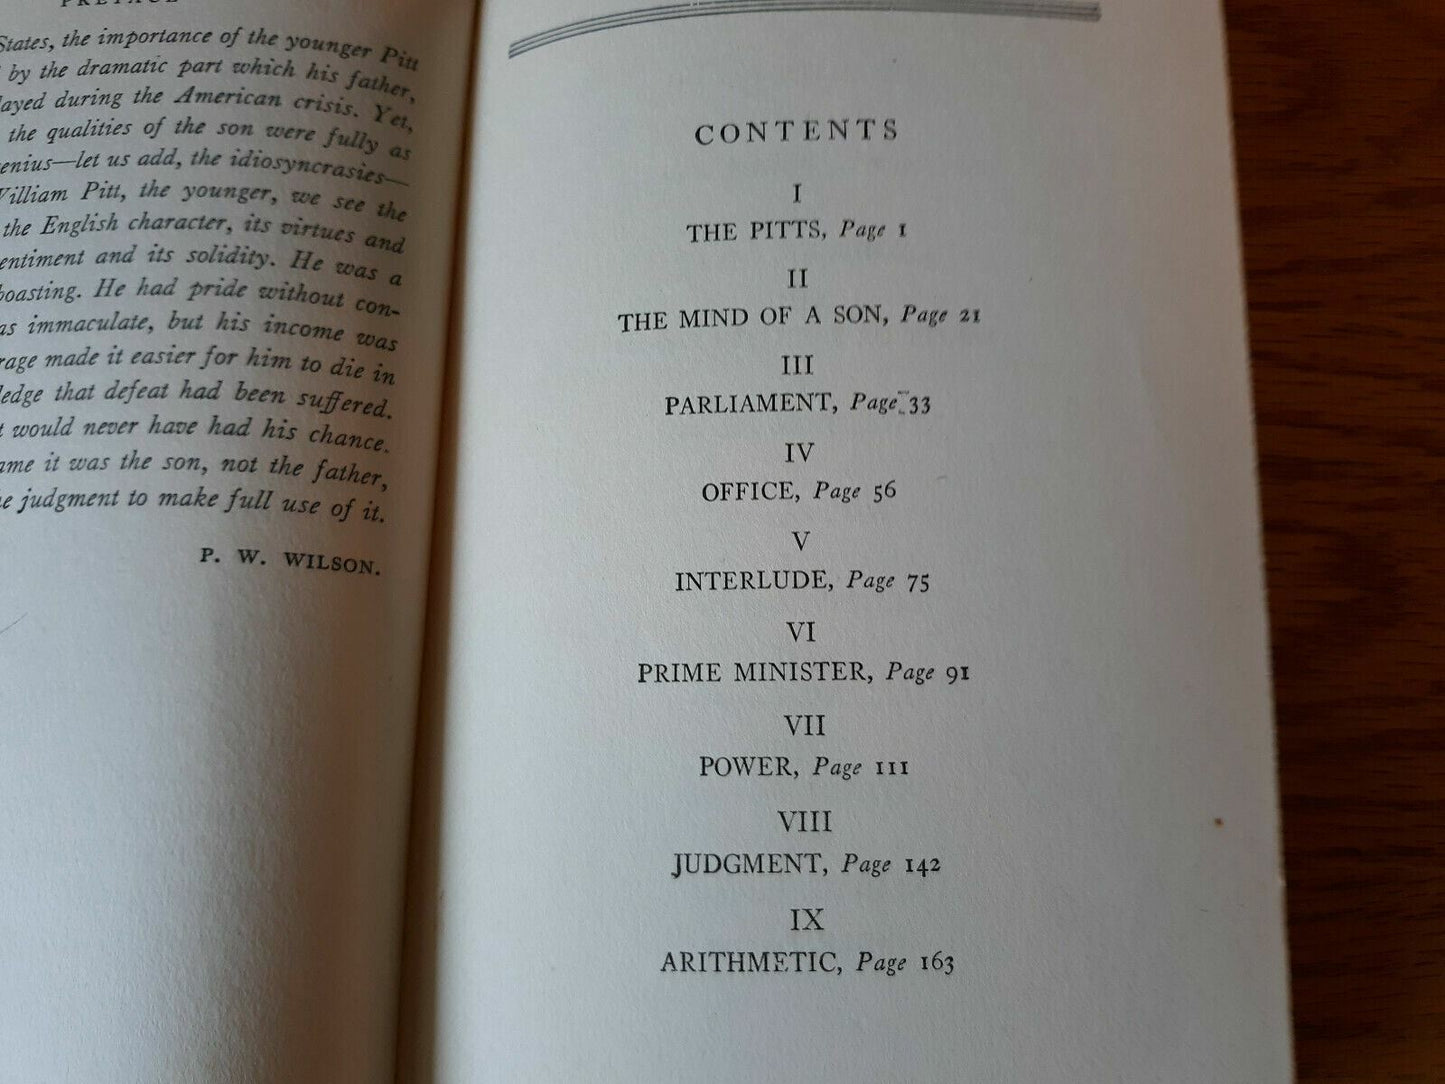 PREFACE
States, the importance of the younger Pitt
by the dramatic part which his father,
layed during the American crisis. Yet,
the qualities of the son were fully as
enius—let us add, the idiosyncrasies—
William Pitt, the younger, we see the
the English character, its virtues and
entiment and its solidity. He was a
boasting. He had pride without con-
as immaculate, but his income was
rage made it easier for him to die in
ledge that defeat had been suffered.
t would never have had his chance.
ame it was the son, not the father,
e judgment to make full use of it.
P. W. WILSON.
CONTENTS
I
THE PITTS, Page 1
II
THE MIND OF A SON, Page 21
III
PARLIAMENT, Page 33
IV
OFFICE, Page 56
V
INTERLUDE, Page 75
VI
PRIME MINISTER, Page 91
VII
POWER, Page 111
VIII
JUDGMENT, Page 142
IX
ARITHMETIC, Page 163